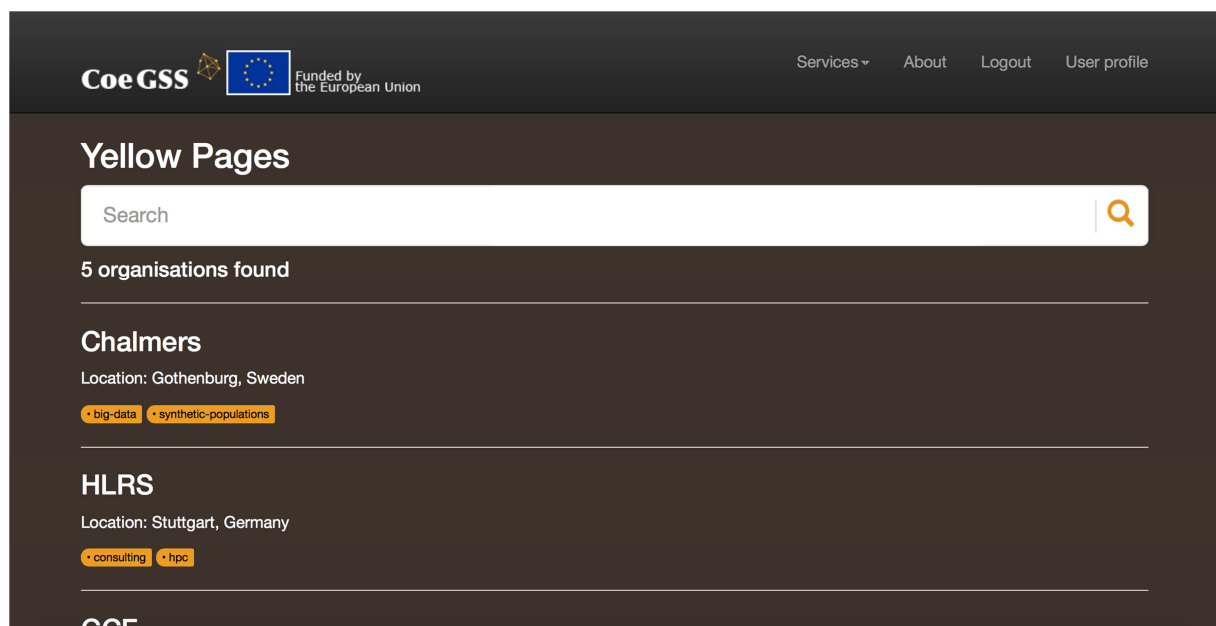 CoeGSS
Funded by
the European Union
Services About Logout User profile
Yellow Pages
Search
5 organisations found
Chalmers
Location: Gothenburg, Sweden
• big-data • synthetic-populations
HLRS
Location: Stuttgart, Germany
• consulting • hpc